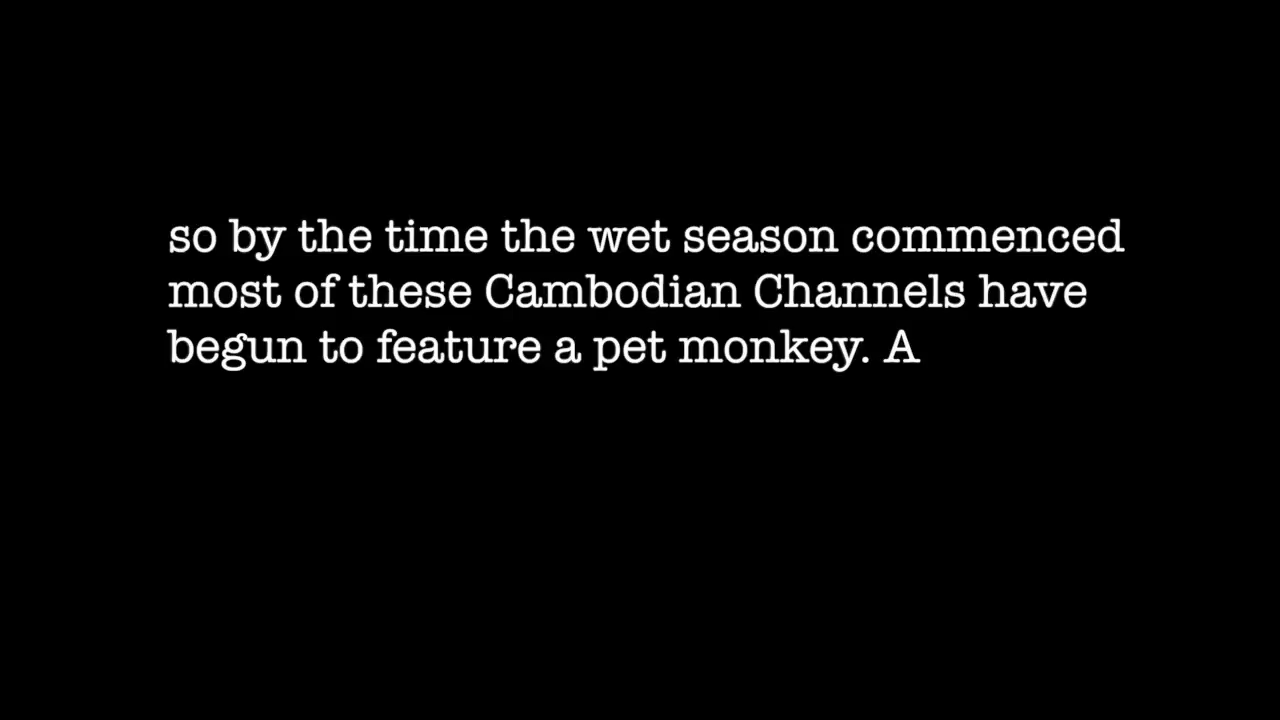 so by the time the wet season commenced
most of these Cambodian Channels have
begun to feature a pet monkey. A